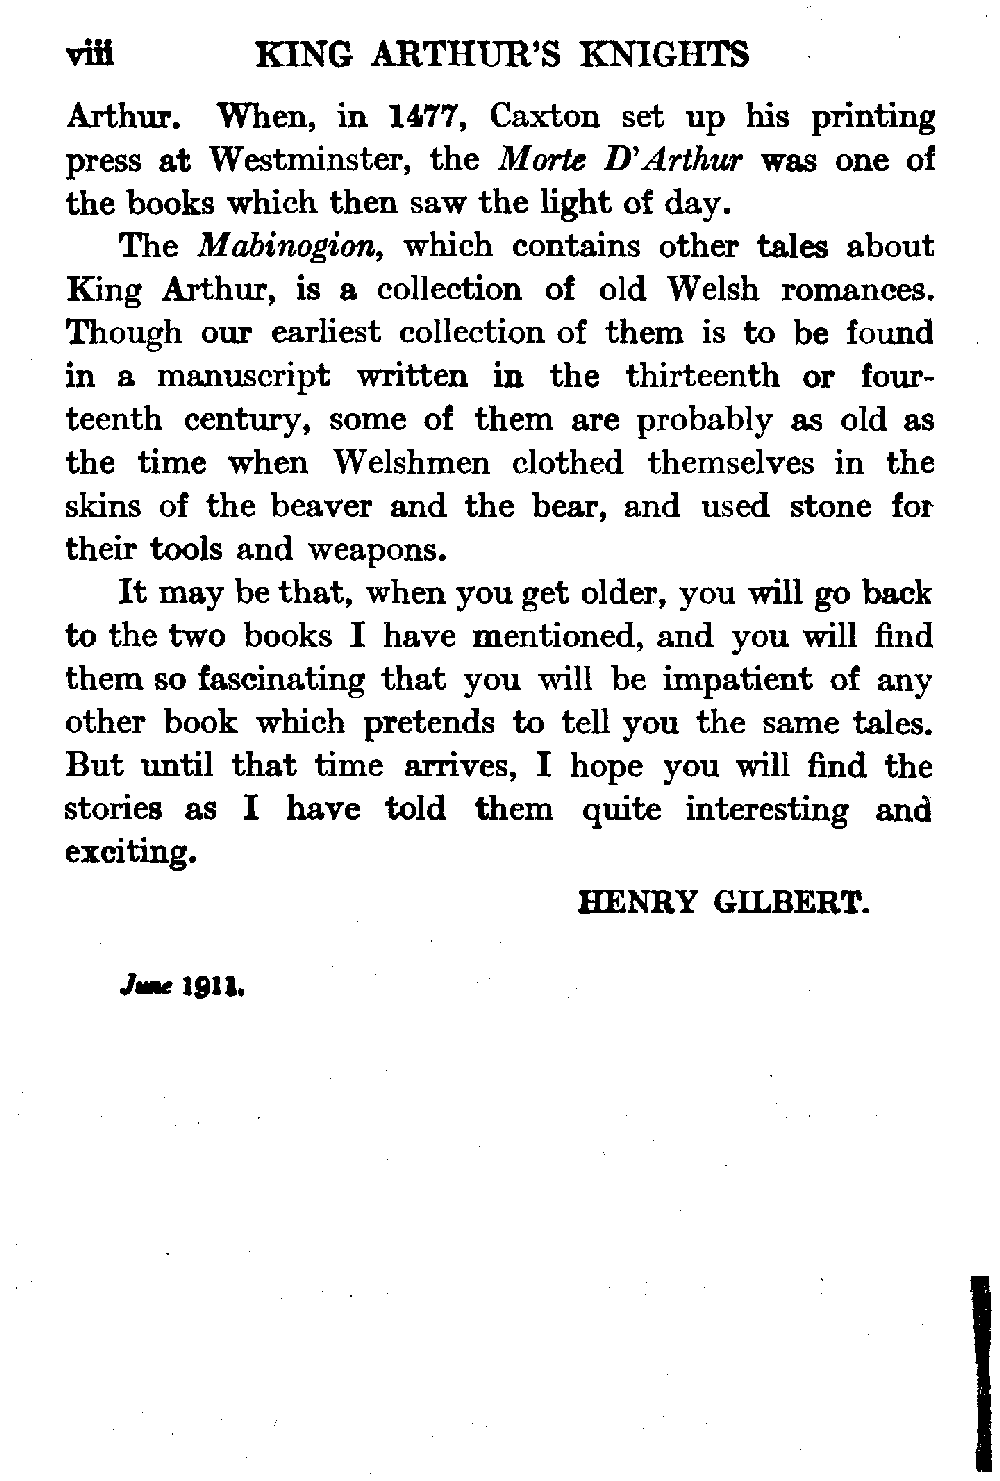 viii KING ARTHUR'S KNIGHTS
Arthur. When, in 1477, Caxton set up his printing
press at Westminster, the Morte D'Arthur was one of
the books which then saw the light of day.
The Mabinogion, which contains other tales about
King Arthur, is a collection of old Welsh romances.
Though our earliest collection of them is to be found
in a manuscript written in the thirteenth or four-
teenth century, some of them are probably as old as
the time when Welshmen clothed themselves in the
skins of the beaver and the bear, and used stone for
their tools and weapons.
It may be that, when you get older, you will go back
to the two books I have mentioned, and you will find
them so fascinating that you will be impatient of any
other book which pretends to tell you the same tales.
But until that time arrives, I hope you will find the
stories as I have told them quite interesting and
exciting.
HENRY GILBERT.
June 1911.